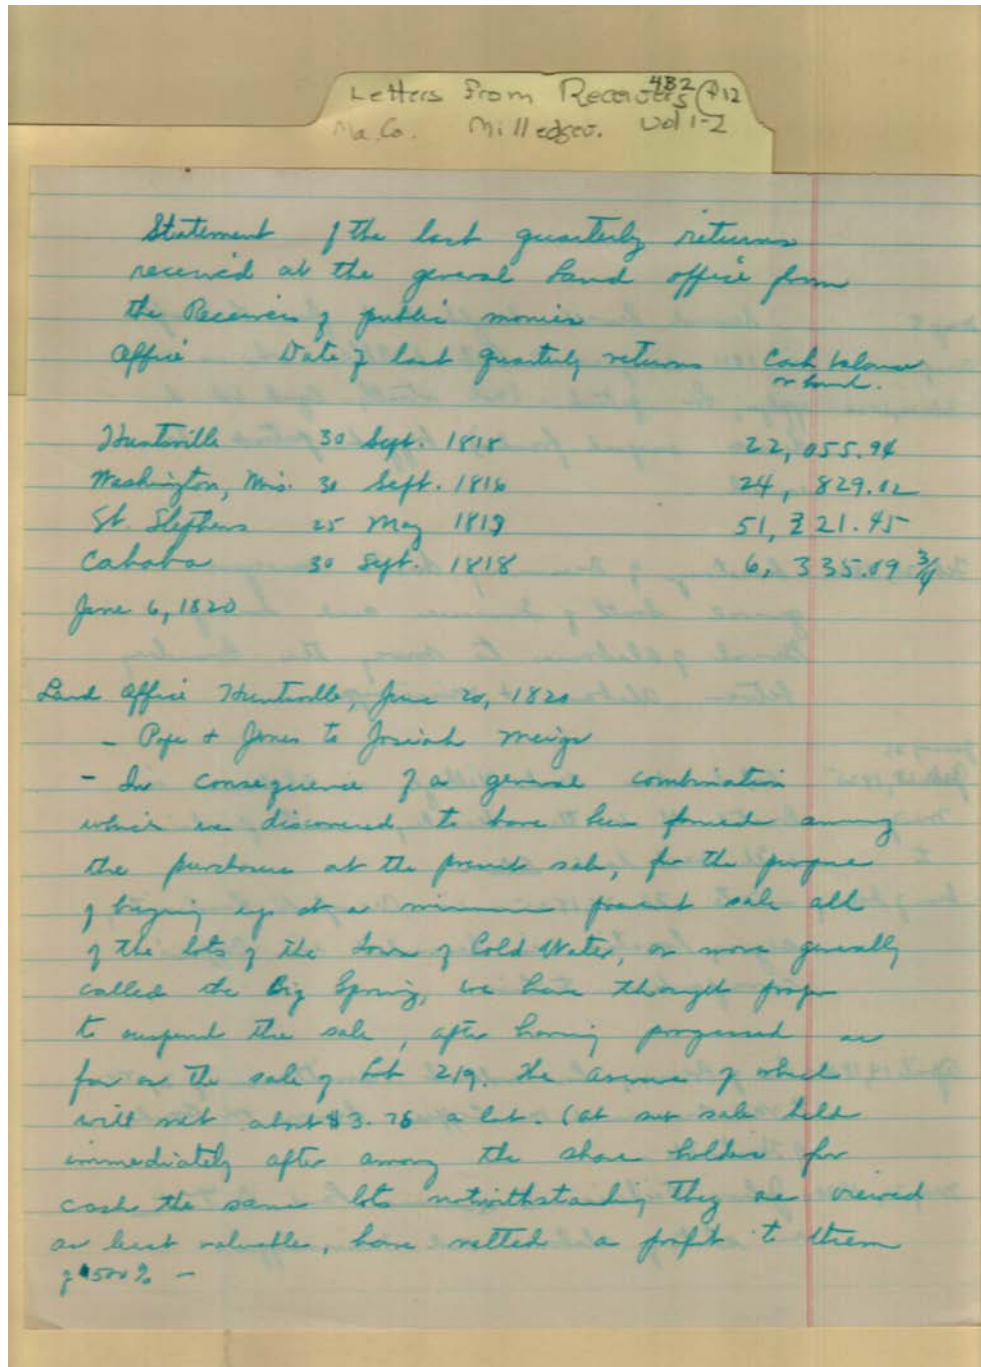 Letters From Receivers 4B2 P12
Ma. Co. Milledgev. Vol 1-2
Statement of the last quarterly returns
received at the general Land office from
the Receivers of public monies
Office Date of last quarterly returns Cash balance
on hand.
Huntsville 30 Sept. 1818 22,055.94
Washington, Mis. 30 Sept. 1818 24,829.02
St. Stephens 25 May 1819 51,221.45
Cahaba 30 Sept. 1818 6,335.09 3/4
June 6, 1820
Land Office Huntsville, June 20, 1820
- Pope & Jones to Josiah Meigs
- In consequence of a general combination
which we discovered, to have been formed among
the purchasers at the present sale, for the purpose
of buying up at a minimum present sale all
of the lots of the town of Cold Water, or more generally
called the Big Spring, we have thought proper
to suspend the sale, after having progressed as
far as the sale of lot 219. the average of which
will net about $3.75 a lot. (at sale held
immediately after among the share holders for
cash the same lots notwithstanding they are viewed
as least valuable, have netted a profit to them
of 500% -